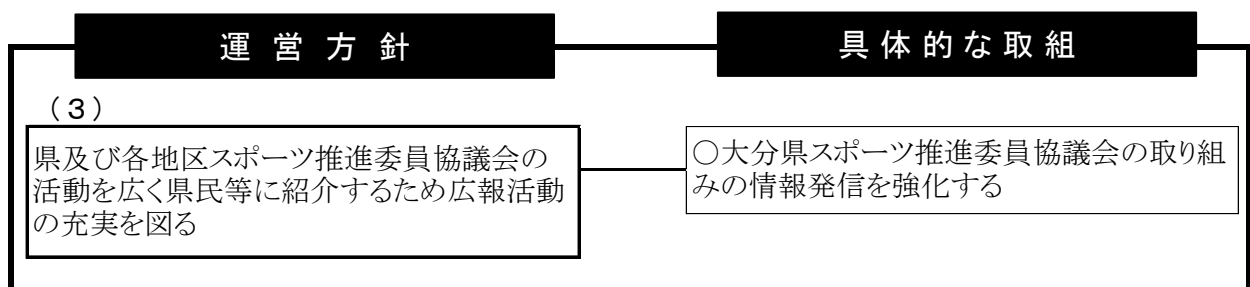 運営方針
具体的な取組
（3）
県及び各地区スポーツ推進委員協議会の
活動を広く県民等に紹介するため広報活動
の充実を図る
○大分県スポーツ推進委員協議会の取り組
みの情報発信を強化する